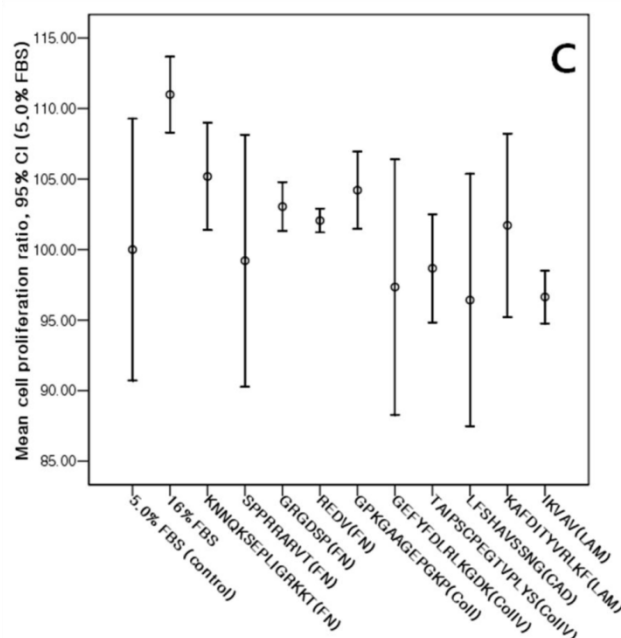 C
Mean cell proliferation ratio, 95% CI (5.0% FBS)
115.00
110.00
105.00
100.00
95.00
90.00
85.00
5.0% FBS (control)
16% FBS
KNNQKSEPLIGRKKT(FN)
SPPRRARVT(FN)
GRGDSP(FN)
REDV(FN)
GPKGAAGEPGKP(ColI)
GEFYFDLRLKGDK(ColIV)
TAIPSCPEGTVPLYS(ColIV)
LFSHAVSSNG(CAD)
KAFDITYVRLKF(LAM)
IKVAV(LAM)